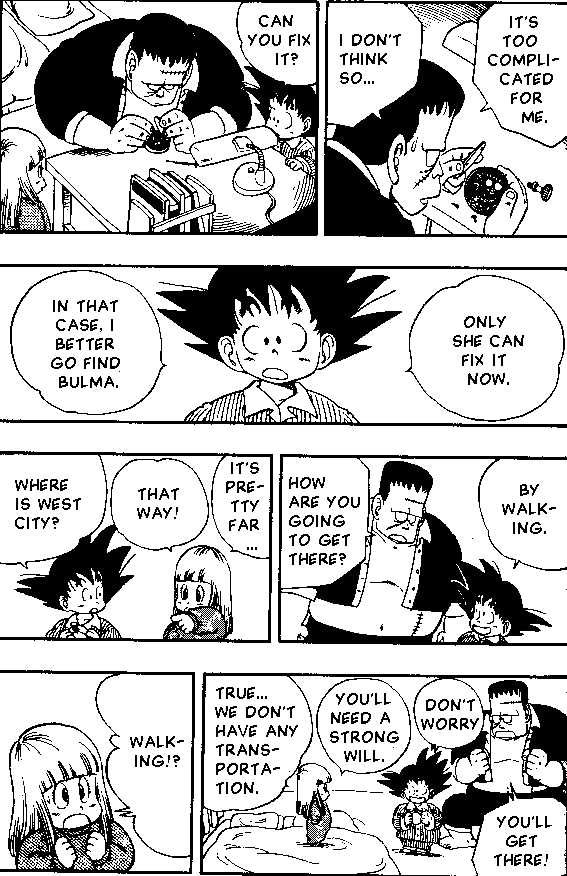 CAN
YOU FIX
IT?
I DON'T
THINK
SO...
IT'S
TOO
COMPLI-
CATED
FOR
ME.
IN THAT
CASE, I
BETTER
GO FIND
BULMA.
ONLY
SHE CAN
FIX IT
NOW.
WHERE
IS WEST
CITY?
THAT
WAY!
IT'S
PRE-
TTY
FAR
...
HOW
ARE YOU
GOING
TO GET
THERE?
BY
WALK-
ING.
WALK-
ING!?
TRUE...
WE DON'T
HAVE ANY
TRANS-
PORTA-
TION.
YOU'LL
NEED A
STRONG
WILL.
DON'T
WORRY
YOU'LL
GET
THERE!